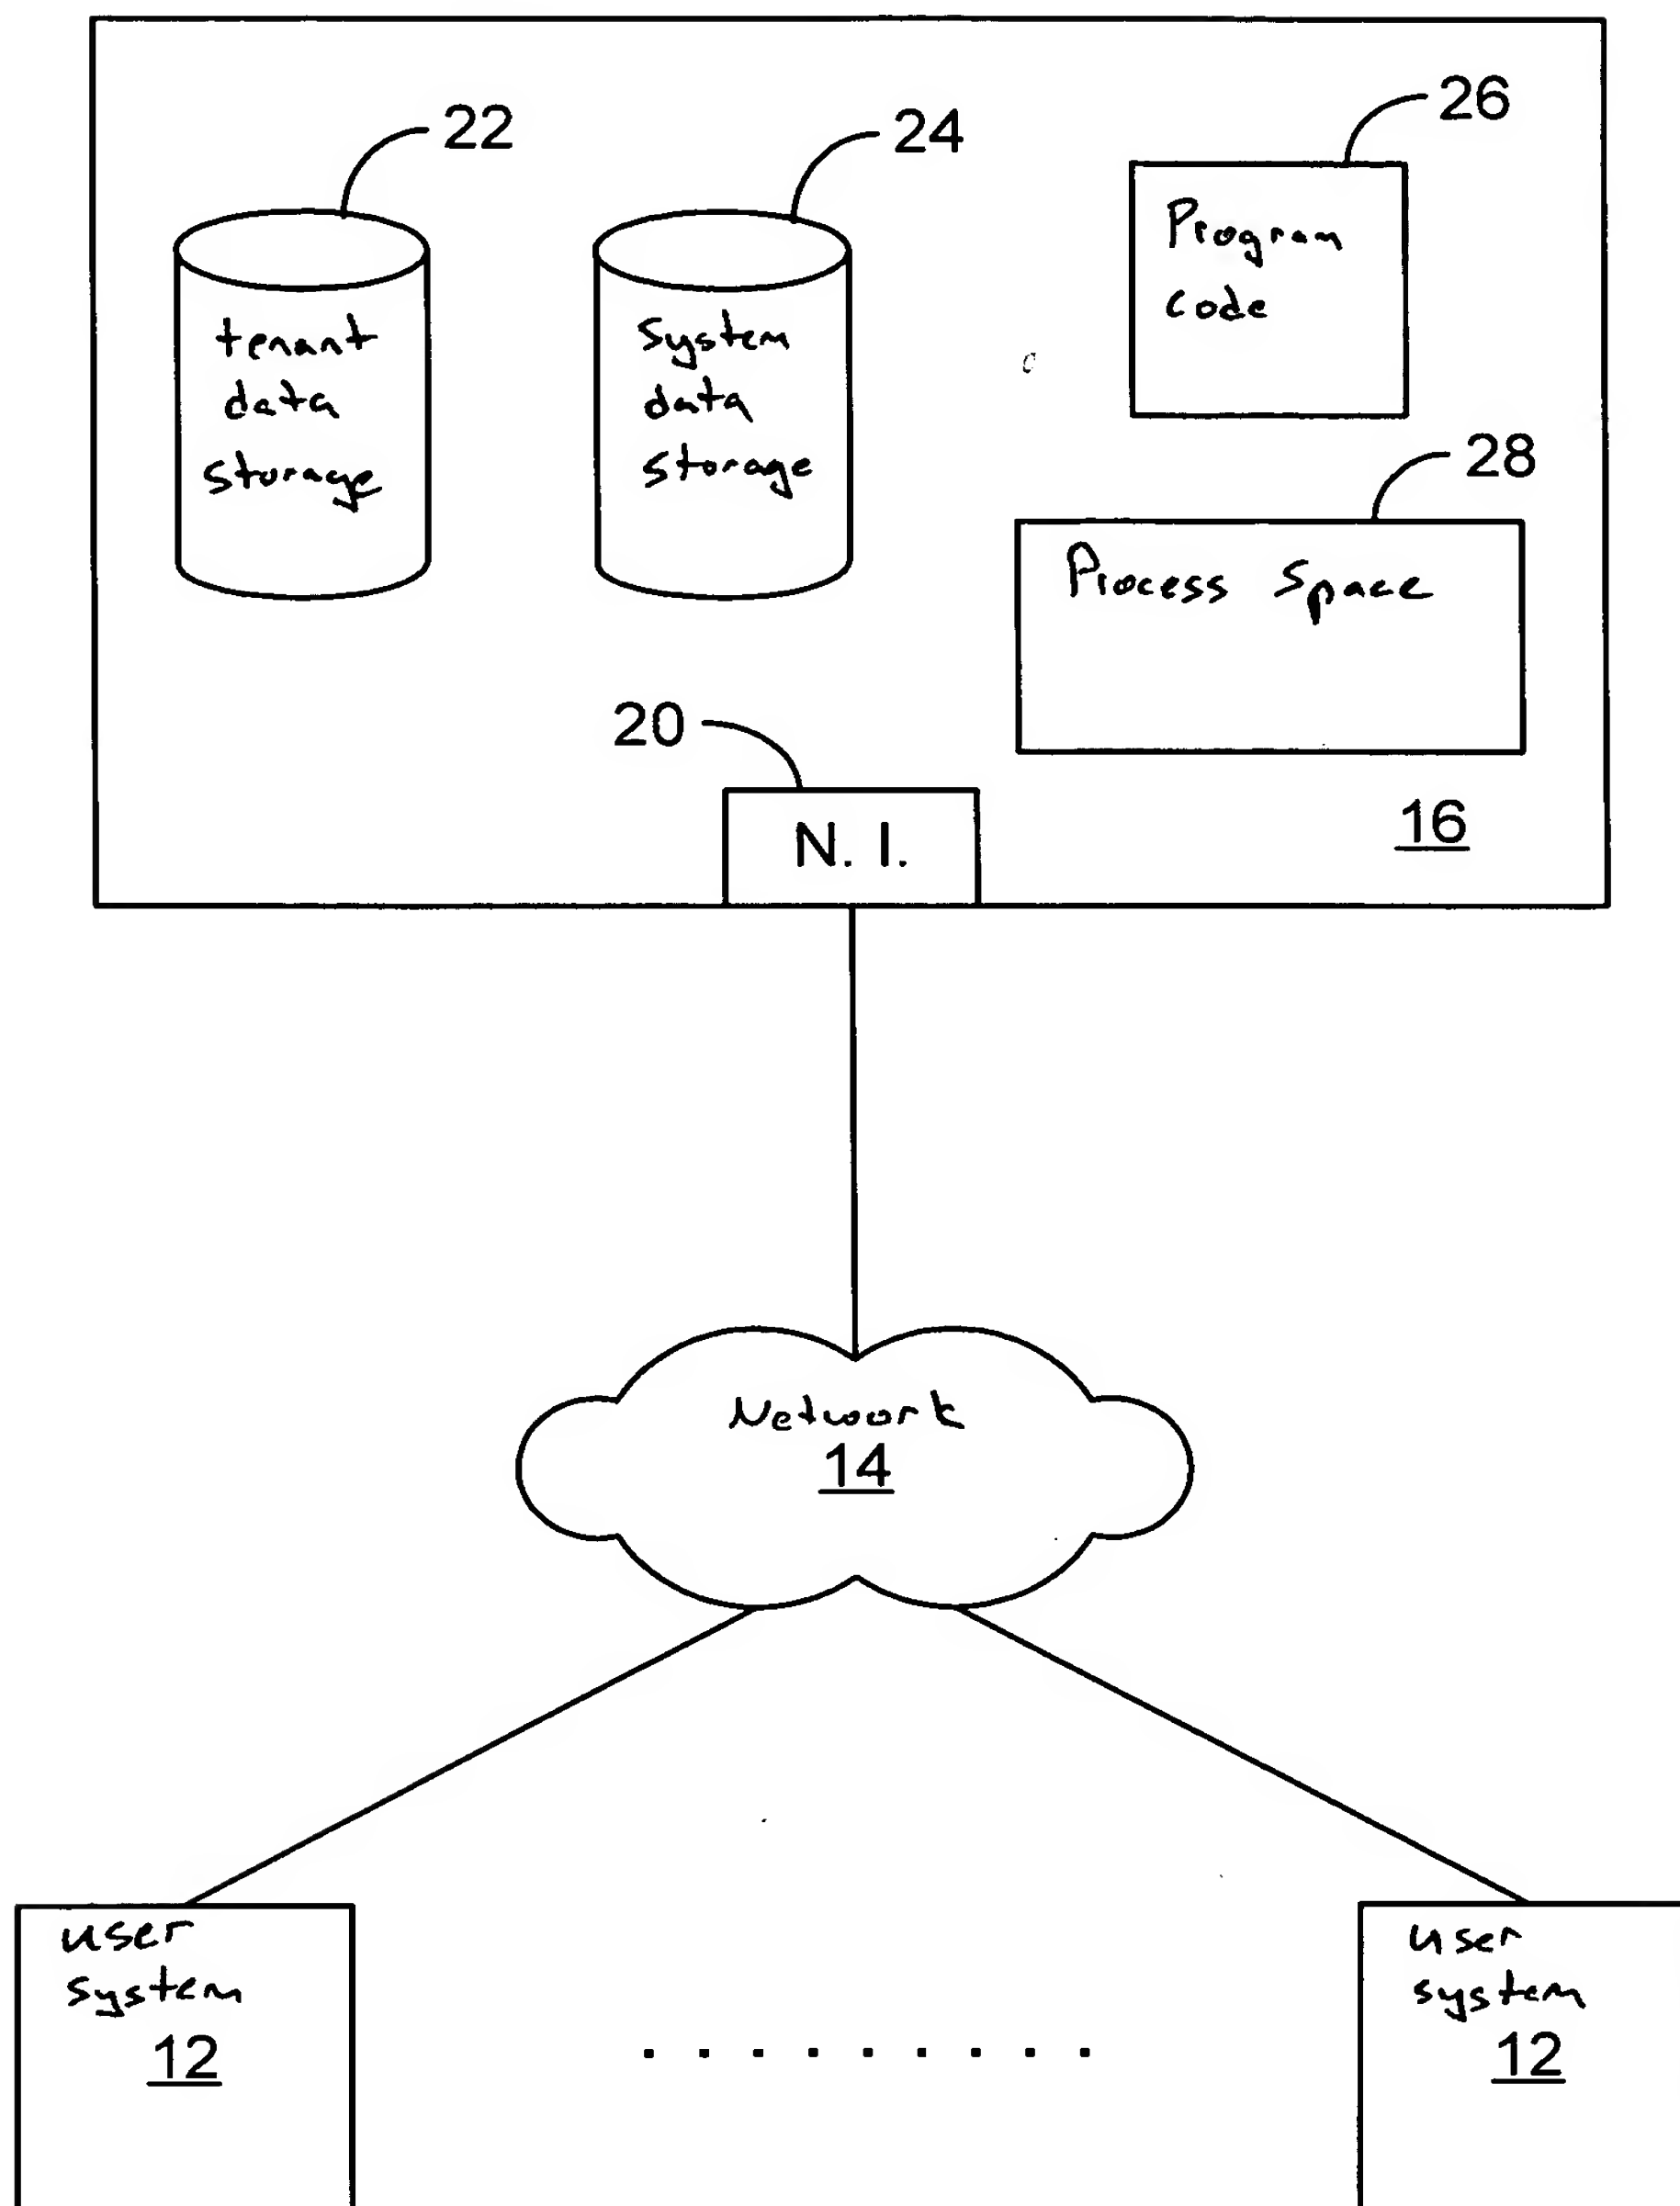 22
24
26
tenant
data
storage
system
data
storage
Program
code
28
Process Space
20
N. I.
16
Network
14
user
system
12
user
system
12